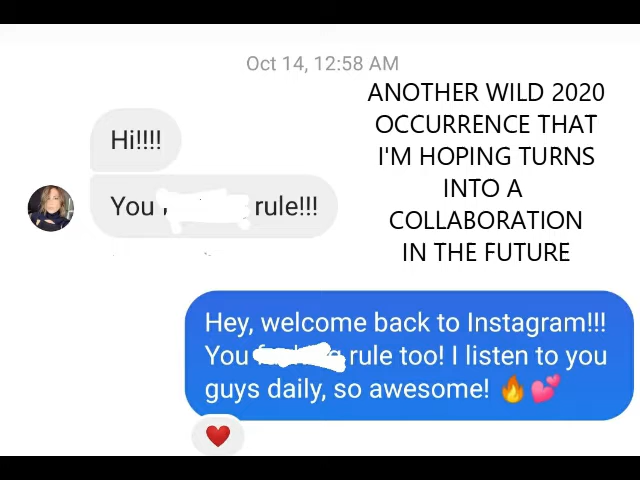 Oct 14, 12:58 AM
ANOTHER WILD 2020
OCCURRENCE THAT
I'M HOPING TURNS
INTO A
COLLABORATION
IN THE FUTURE
Hi!!!!
You rule!!!
Hey, welcome back to Instagram!!!
You rule too! I listen to you
guys daily, so awesome! 🔥💕
❤️